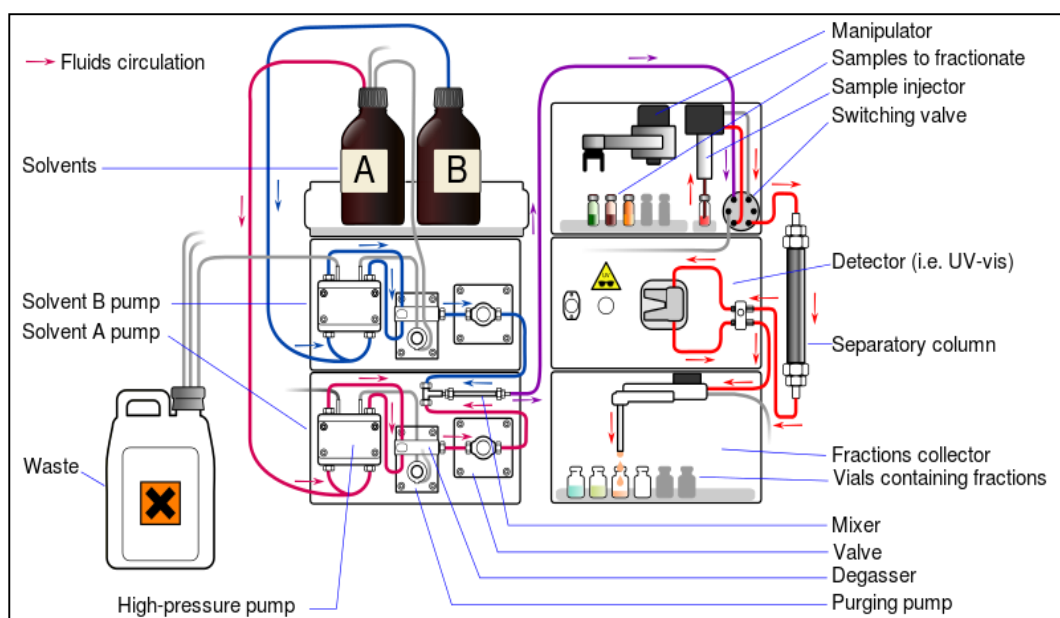 Fluids circulation
Manipulator
Samples to fractionate
Sample injector
Switching valve
Solvents
A
B
UV
Detector (i.e. UV-vis)
Solvent B pump
Solvent A pump
Separatory column
Waste
Fractions collector
Vials containing fractions
Mixer
Valve
Degasser
High-pressure pump
Purging pump